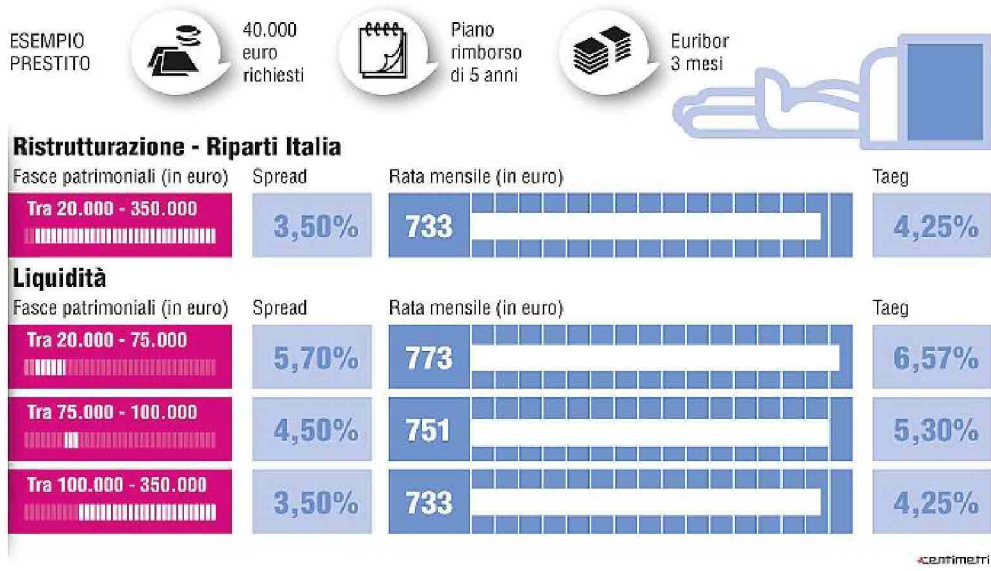 ESEMPIO
PRESTITO
40.000
euro
richiesti
Piano
rimborso
di 5 anni
Euribor
3 mesi
Ristrutturazione - Riparti Italia
Fasce patrimoniali (in euro) Spread Rata mensile (in euro) Taeg
Tra 20.000 - 350.000
3,50% 733 4,25%
Liquidità
Fasce patrimoniali (in euro) Spread Rata mensile (in euro) Taeg
Tra 20.000 - 75.000
5,70% 773 6,57%
Tra 75.000 - 100.000
4,50% 751 5,30%
Tra 100.000 - 350.000
3,50% 733 4,25%
centimetri